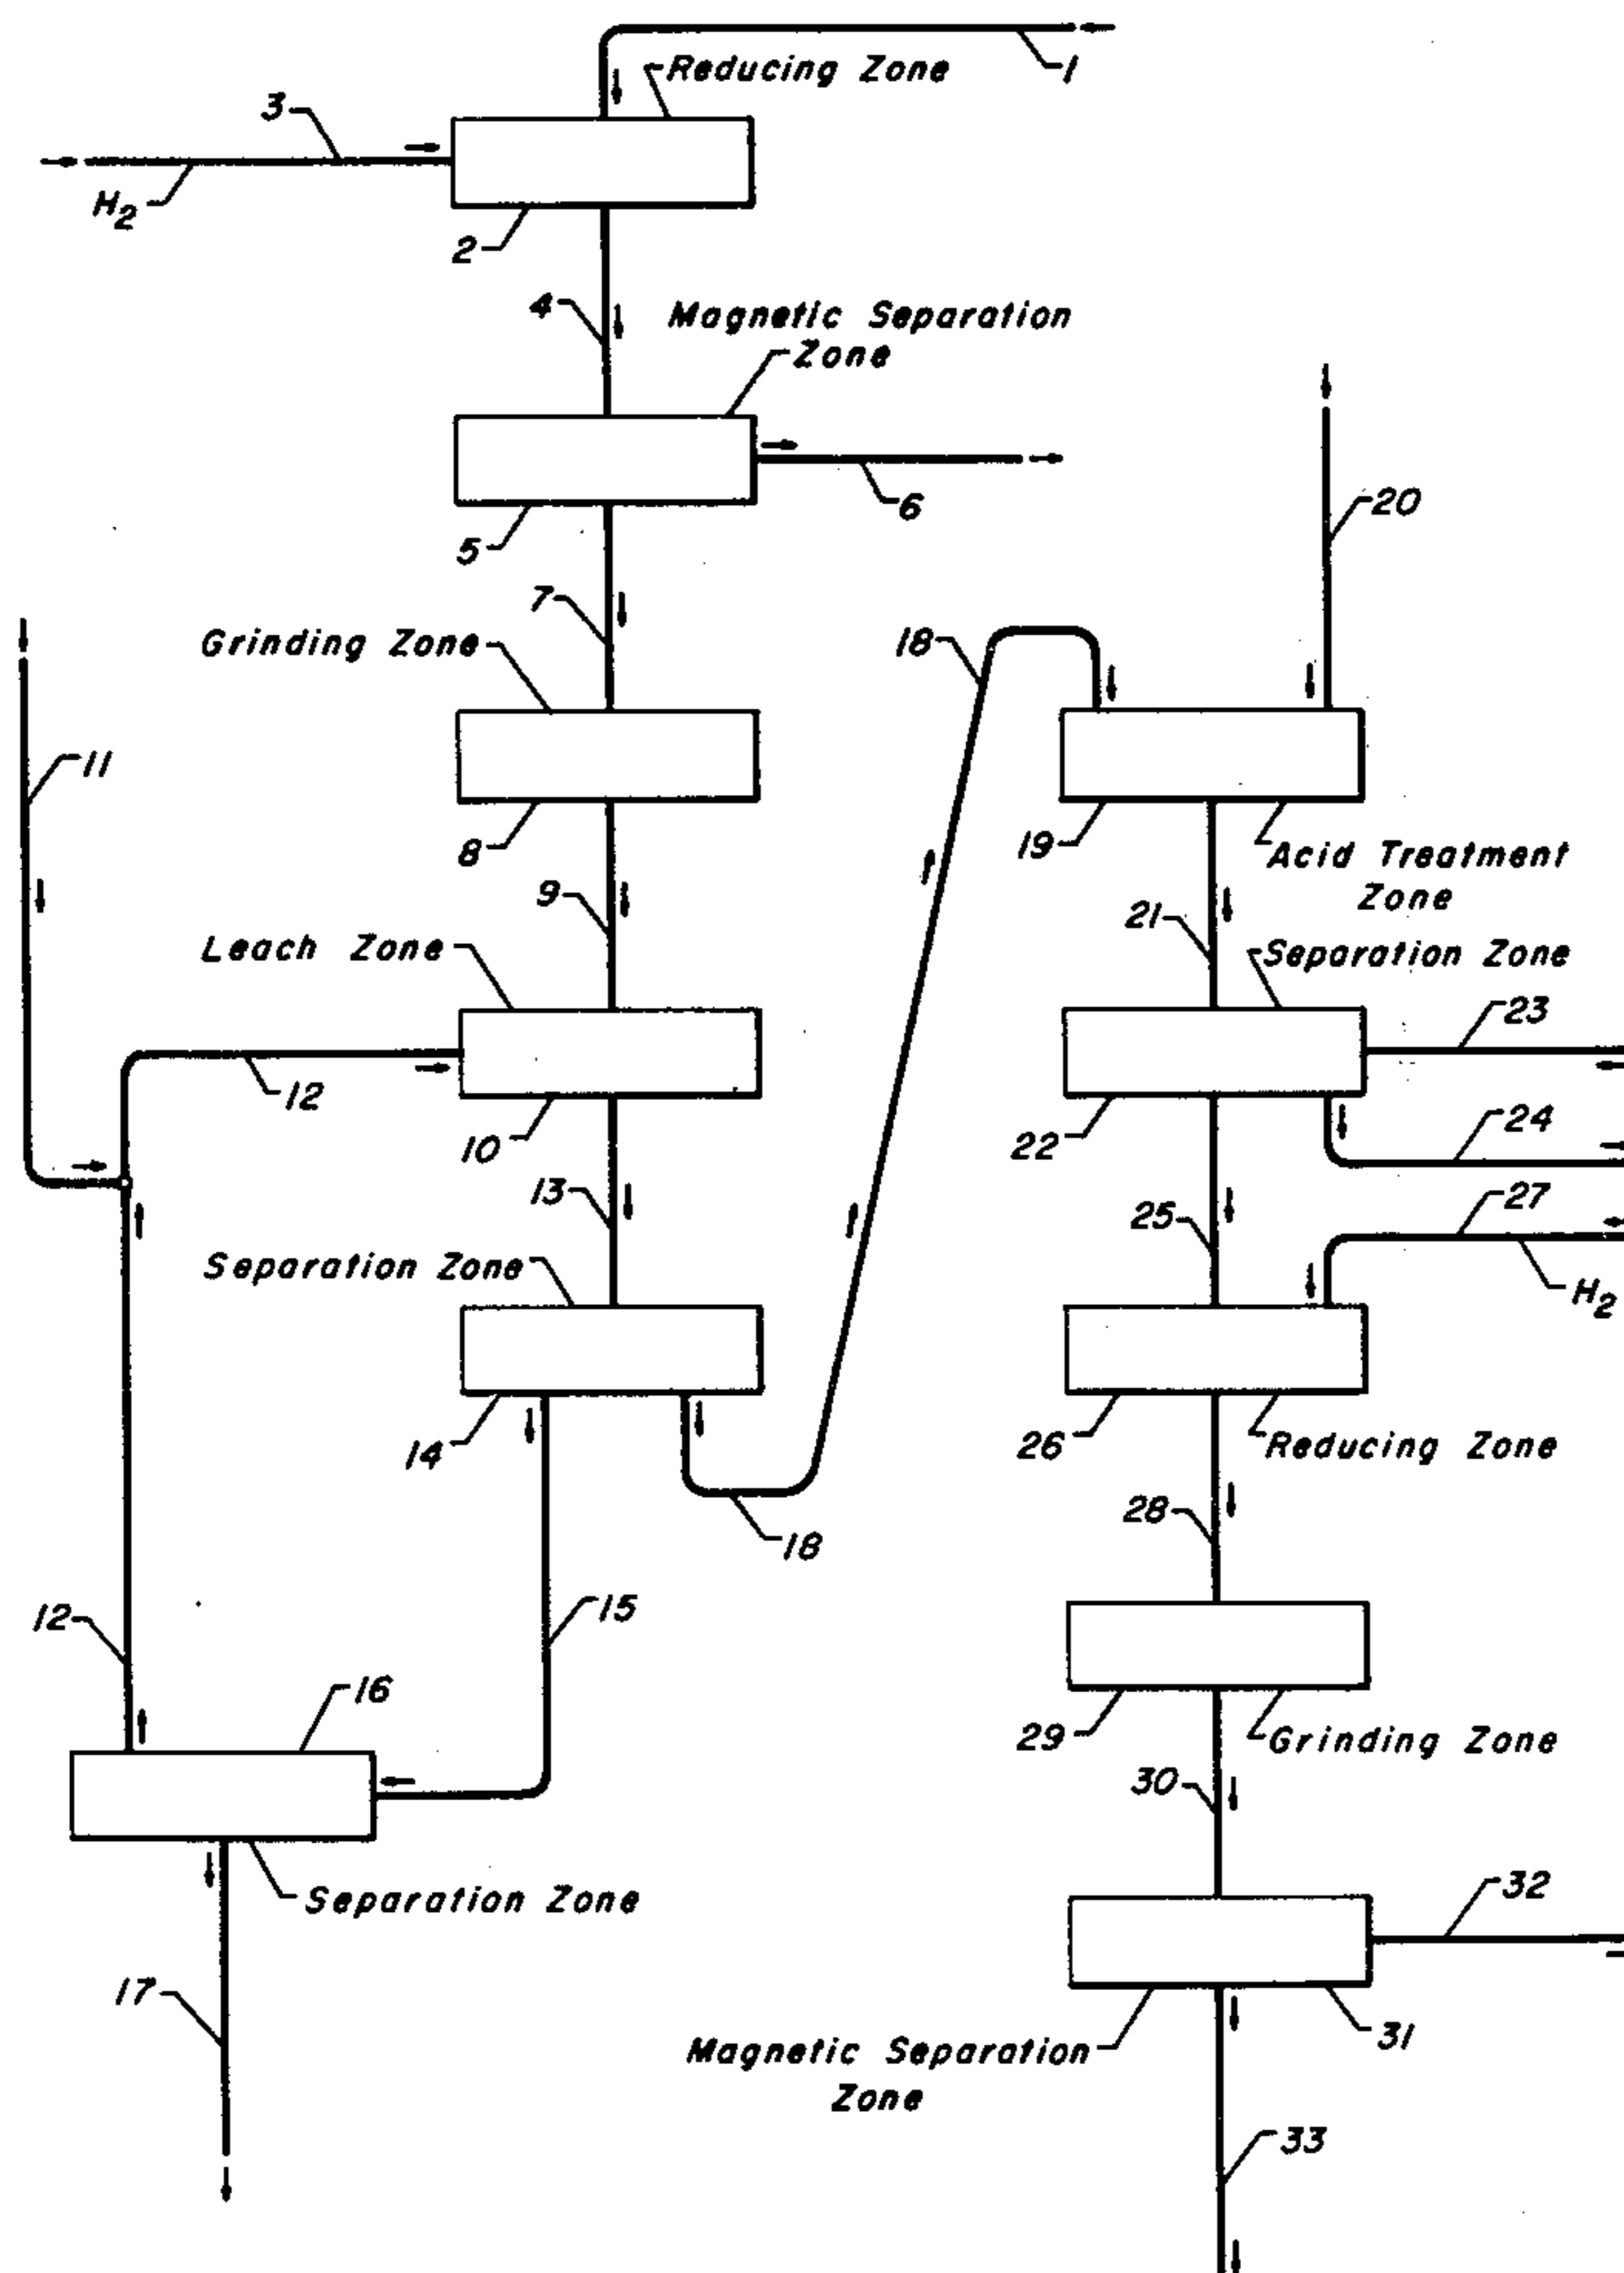 1
Reducing Zone
3
H2
2
4
Magnetic Separation
Zone
6
5
20
7
Grinding Zone
18
11
8
19
Acid Treatment
Zone
9
21
Leach Zone
Separation Zone
23
12
10
22
24
13
25
27
Separation Zone
H2
14
26
Reducing Zone
28
18
15
12
16
29
Grinding Zone
30
Separation Zone
32
17
31
Magnetic Separation
Zone
33